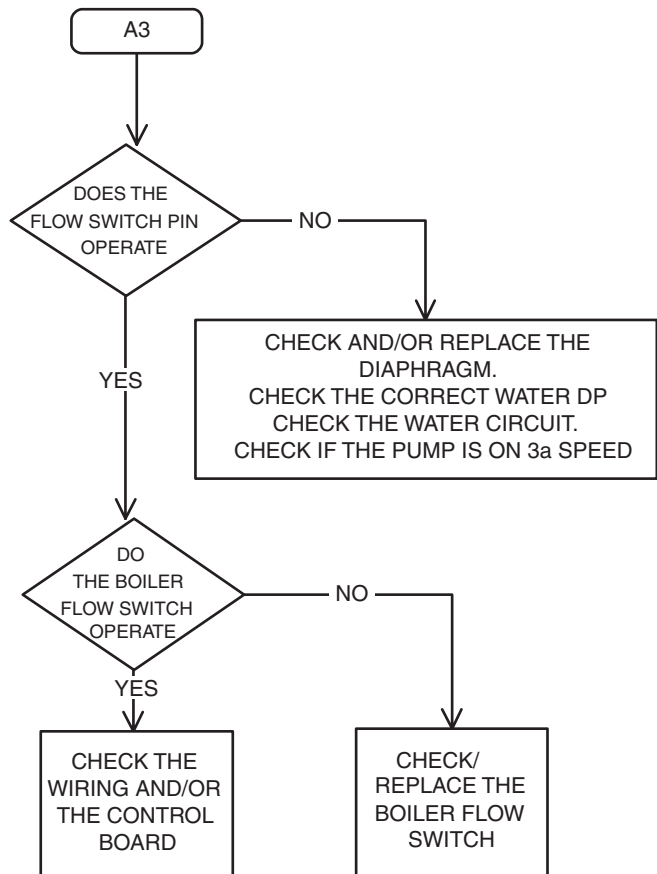 A3
DOES THE
FLOW SWITCH PIN
OPERATE
NO
CHECK AND/OR REPLACE THE
DIAPHRAGM.
CHECK THE CORRECT WATER DP
CHECK THE WATER CIRCUIT.
CHECK IF THE PUMP IS ON 3a SPEED
YES
DO
THE BOILER
FLOW SWITCH
OPERATE
NO
YES
CHECK THE
WIRING AND/OR
THE CONTROL
BOARD
CHECK/
REPLACE THE
BOILER FLOW
SWITCH